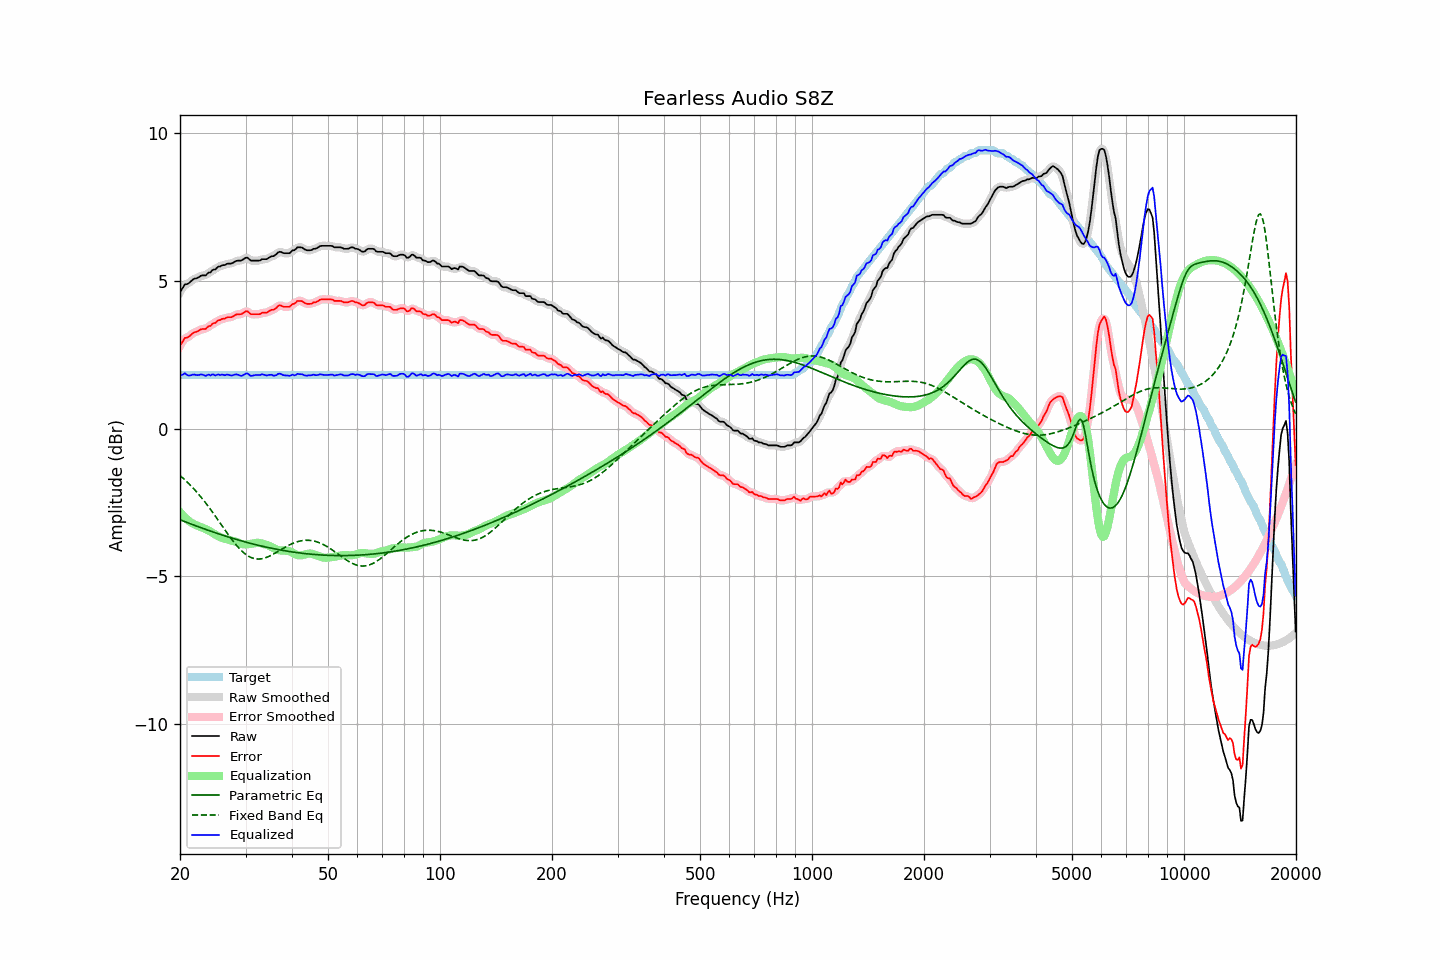 Fearless Audio S8Z
10
5
0
−5
−10
Amplitude (dBr)
Target
Raw Smoothed
Error Smoothed
Raw
Error
Equalization
Parametric Eq
Fixed Band Eq
Equalized
20 50 100 200 500 1000 2000 5000 10000 20000
Frequency (Hz)